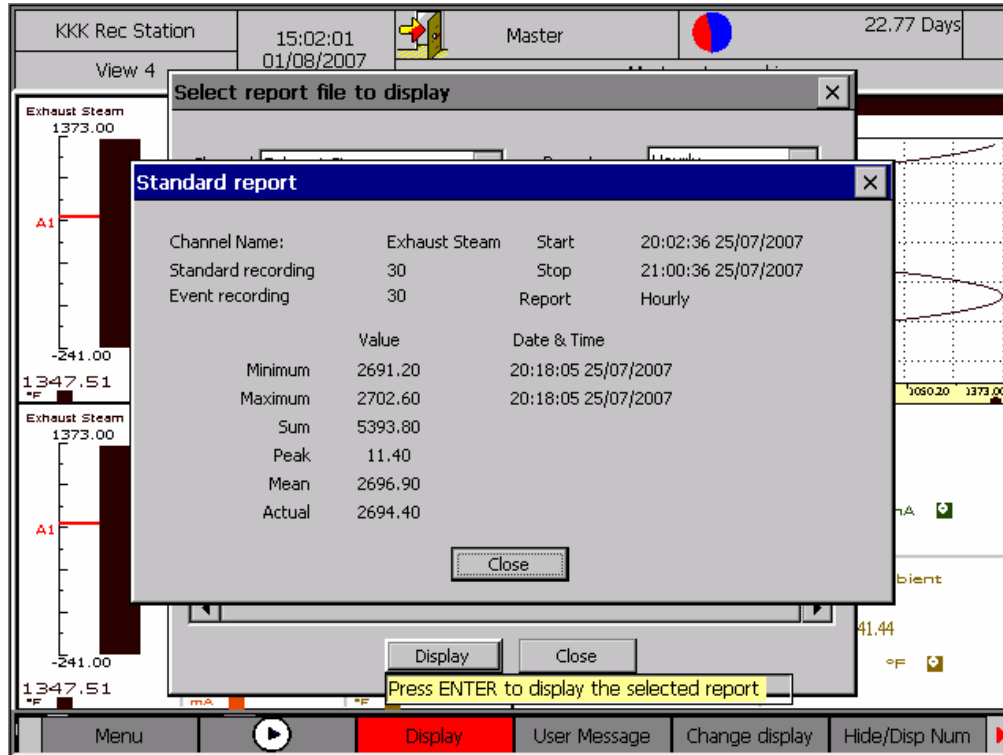 KKK Rec Station
15:02:01
01/08/2007
Master
22.77 Days
View 4
Select report file to display
Exhaust Steam
1373.00
A1
-241.00
1347.51
°F
Hourly
Standard report
Channel Name: Exhaust Steam Start 20:02:36 25/07/2007
Standard recording 30 Stop 21:00:36 25/07/2007
Event recording 30 Report Hourly
Value Date & Time
Minimum 2691.20 20:18:05 25/07/2007
Maximum 2702.60 20:18:05 25/07/2007
Sum 5393.80
Peak 11.40
Mean 2696.90
Actual 2694.40
Close
1050.20 1373.00
Exhaust Steam
1373.00
A1
-241.00
1347.51
°F
mA
bient
41.44
°F
Display Close
Press ENTER to display the selected report
mA
°F
Menu Display User Message Change display Hide/Disp Num